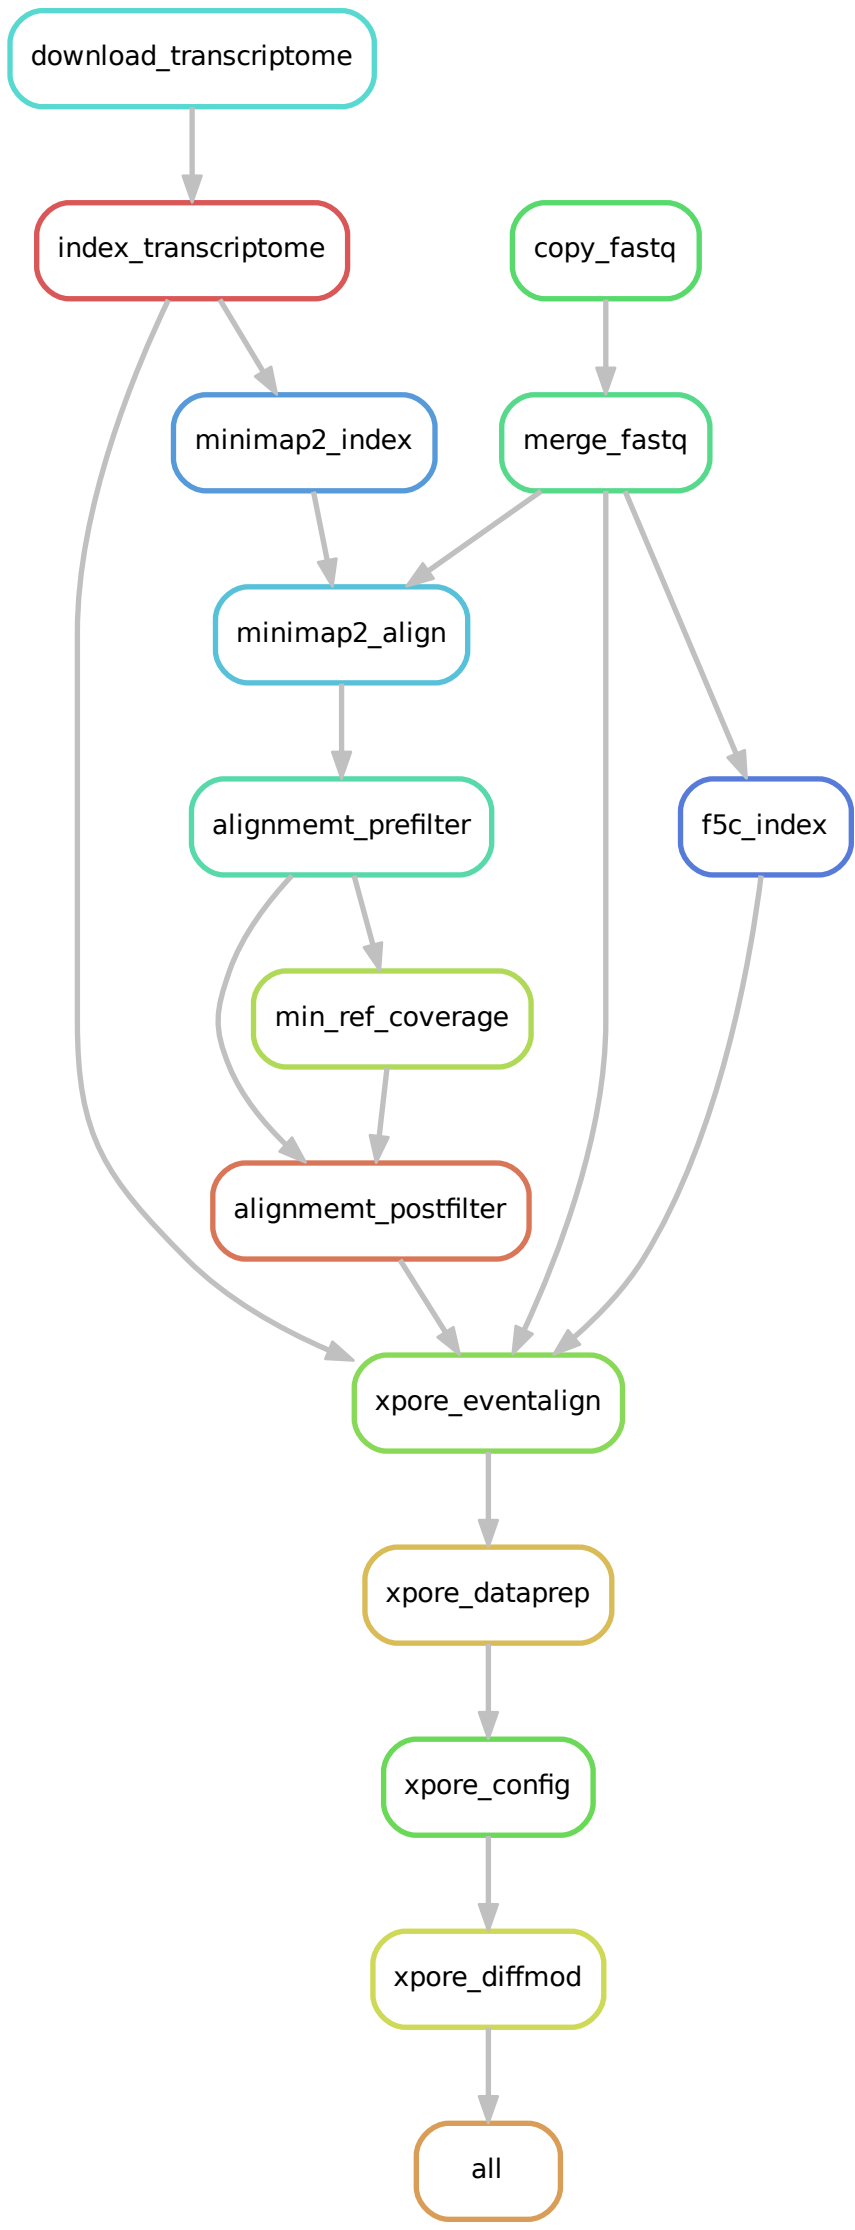 download_transcriptome
index_transcriptome
copy_fastq
minimap2_index
merge_fastq
minimap2_align
alignmemt_prefilter
f5c_index
min_ref_coverage
alignmemt_postfilter
xpore_eventalign
xpore_dataprep
xpore_config
xpore_diffmod
all